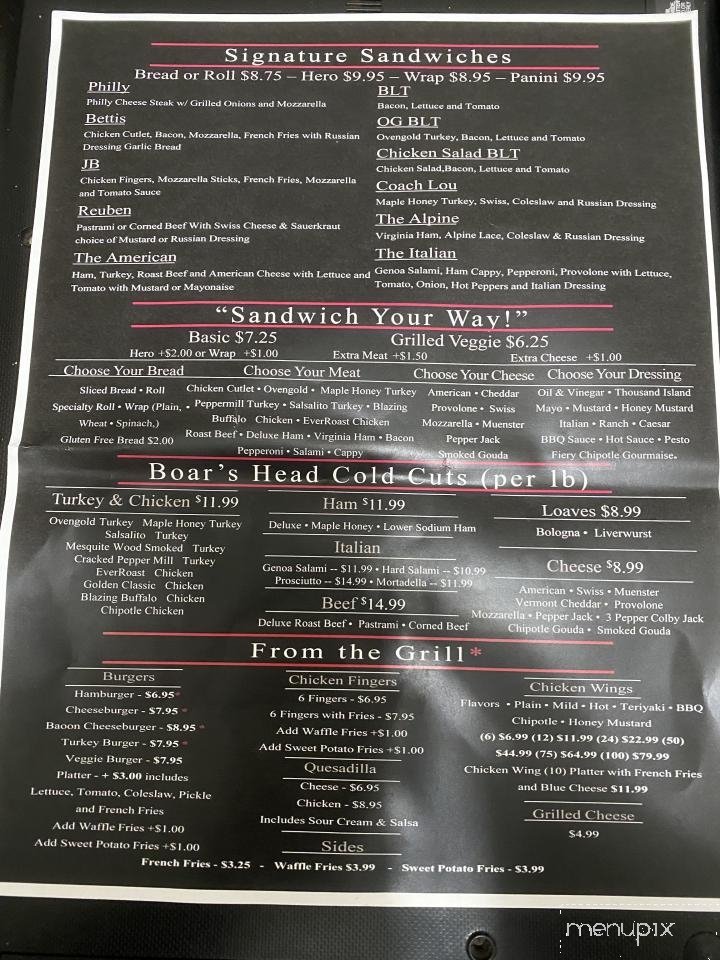 Signature Sandwiches
Bread or Roll $8.75 – Hero $9.95 – Wrap $8.95 – Panini $9.95
Philly
Philly Cheese Steak w/ Grilled Onions and Mozzarella
Bettis
Chicken Cutlet, Bacon, Mozzarella, French Fries with Russian
Dressing Garlic Bread
JB
Chicken Fingers, Mozzarella Sticks, French Fries, Mozzarella
and Tomato Sauce
Reuben
Pastrami or Corned Beef With Swiss Cheese & Sauerkraut
choice of Mustard or Russian Dressing
The American
Ham, Turkey, Roast Beef and American Cheese with Lettuce and
Tomato with Mustard or Mayonaise
BLT
Bacon, Lettuce and Tomato
OG BLT
Ovengold Turkey, Bacon, Lettuce and Tomato
Chicken Salad BLT
Chicken Salad,Bacon, Lettuce and Tomato
Coach Lou
Maple Honey Turkey, Swiss, Coleslaw and Russian Dressing
The Alpine
Virginia Ham, Alpine Lace, Coleslaw & Russian Dressing
The Italian
Genoa Salami, Ham Cappy, Pepperoni, Provolone with Lettuce,
Tomato, Onion, Hot Peppers and Italian Dressing
“Sandwich Your Way!”
Basic $7.25
Grilled Veggie $6.25
Hero +$2.00 or Wrap +$1.00
Extra Meat +$1.50
Extra Cheese +$1.00
Choose Your Bread
Sliced Bread • Roll
Specialty Roll • Wrap (Plain, •
Wheat • Spinach,)
Gluten Free Bread $2.00
Choose Your Meat
Chicken Cutlet • Ovengold • Maple Honey Turkey
Peppermill Turkey • Salsalito Turkey • Blazing
Buffalo Chicken • EverRoast Chicken
Roast Beef • Deluxe Ham • Virginia Ham • Bacon
Pepperoni • Salami • Cappy
Choose Your Cheese
American • Cheddar
Provolone • Swiss
Mozzarella • Muenster
Pepper Jack
Smoked Gouda
Choose Your Dressing
Oil & Vinegar • Thousand Island
Mayo • Mustard • Honey Mustard
Italian • Ranch • Caesar
BBQ Sauce • Hot Sauce • Pesto
Fiery Chipotle Gourmaise.
Boar's Head Cold Cuts (per lb)
Turkey & Chicken $11.99
Ovengold Turkey Maple Honey Turkey
Salsalito Turkey
Mesquite Wood Smoked Turkey
Cracked Pepper Mill Turkey
EverRoast Chicken
Golden Classic Chicken
Blazing Buffalo Chicken
Chipotle Chicken
Ham $11.99
Deluxe • Maple Honey • Lower Sodium Ham
Italian
Genoa Salami -- $11.99 • Hard Salami -- $10.99
Prosciutto -- $14.99 • Mortadella -- $11.99
Beef $14.99
Deluxe Roast Beef • Pastrami • Corned Beef
Loaves $8.99
Bologna • Liverwurst
Cheese $8.99
American • Swiss • Muenster
Vermont Cheddar • Provolone
Mozzarella • Pepper Jack • 3 Pepper Colby Jack
Chipotle Gouda • Smoked Gouda
From the Grill*
Burgers
Hamburger - $6.95*
Cheeseburger - $7.95 *
Bacon Cheeseburger - $8.95 *
Turkey Burger - $7.95 *
Veggie Burger - $7.95
Platter - + $3.00 includes
Lettuce, Tomato, Coleslaw, Pickle
and French Fries
Add Waffle Fries +$1.00
Add Sweet Potato Fries +$1.00
Chicken Fingers
6 Fingers - $6.95
6 Fingers with Fries - $7.95
Add Waffle Fries +$1.00
Add Sweet Potato Fries +$1.00
Quesadilla
Cheese - $6.95
Chicken - $8.95
Includes Sour Cream & Salsa
Chicken Wings
Flavors • Plain • Mild • Hot • Teriyaki • BBQ
Chipotle • Honey Mustard
(6) $6.99 (12) $11.99 (24) $22.99 (50)
$44.99 (75) $64.99 (100) $79.99
Chicken Wing (10) Platter with French Fries
and Blue Cheese $11.99
Grilled Cheese
$4.99
Sides
French Fries - $3.25 - Waffle Fries $3.99 - Sweet Potato Fries - $3.99
menupix